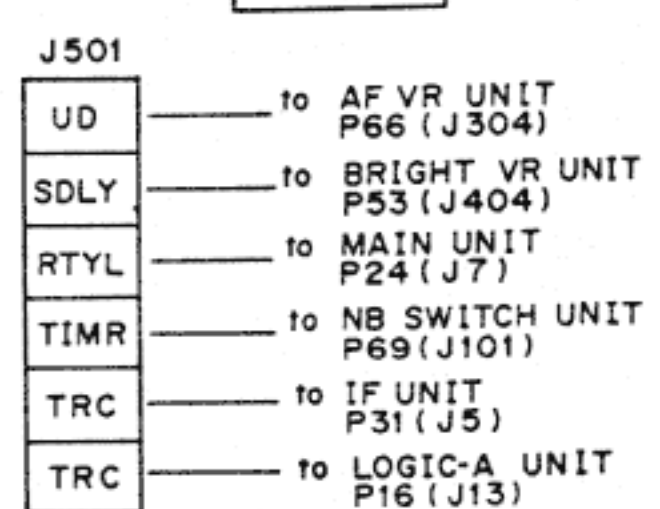 J501
UD to AF VR UNIT
P66 (J304)
SDLY to BRIGHT VR UNIT
P53 (J404)
RTYL to MAIN UNIT
P24 (J7)
TIMR to NB SWITCH UNIT
P69 (J101)
TRC to IF UNIT
P31 (J5)
TRC to LOGIC-A UNIT
P16 (J13)